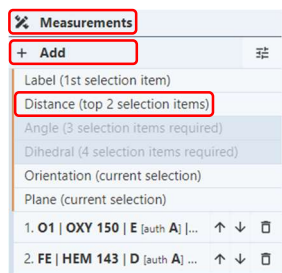 Measurements
+ Add
Label (1st selection item)
Distance (top 2 selection items)
Angle (3 selection items required)
Dihedral (4 selection items required)
Orientation (current selection)
Plane (current selection)
1. O1 | OXY 150 | E [auth A] |...
2. FE | HEM 143 | D [auth A] ...